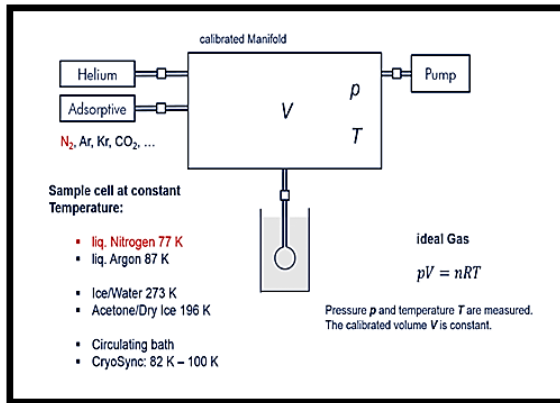 calibrated Manifold
Helium
Adsorptive
N₂, Ar, Kr, CO₂, ...
V
p
T
Pump
Sample cell at constant
Temperature:
▪ liq. Nitrogen 77 K
▪ liq. Argon 87 K
▪ Ice/Water 273 K
▪ Acetone/Dry Ice 196 K
▪ Circulating bath
▪ CryoSync: 82 K – 100 K
ideal Gas
pV = nRT
Pressure p and temperature T are measured.
The calibrated volume V is constant.